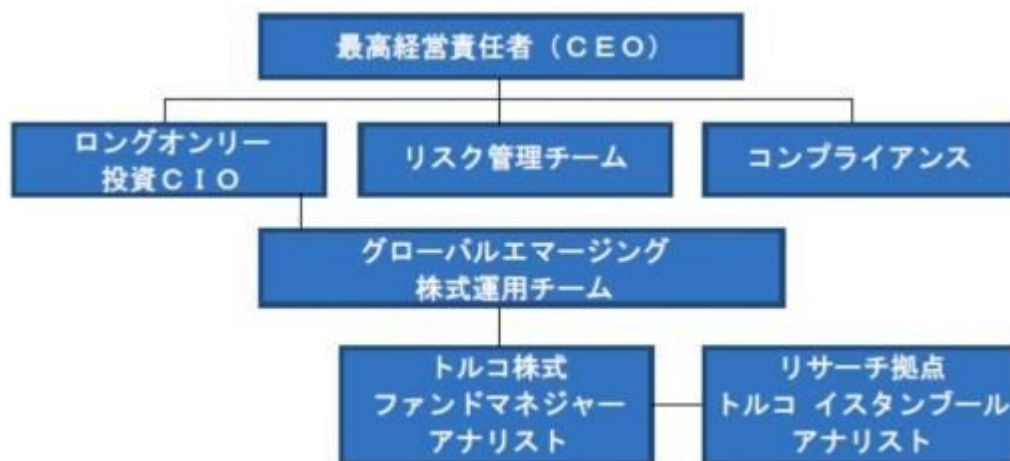 最高経営責任者（ＣＥＯ）
ロングオンリー
投資ＣＩＯ
リスク管理チーム
コンプライアンス
グローバルエマージング
株式運用チーム
トルコ株式
ファンドマネジャー
アナリスト
リサーチ拠点
トルコ イスタンブール
アナリスト